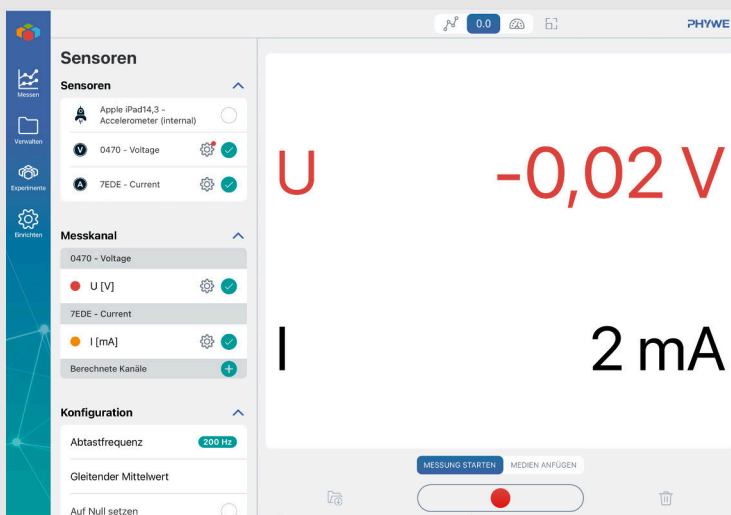 0.0
PHYWE
Messen
Verwalten
Experimente
Einrichten
Sensoren
Sensoren
Apple iPad14,3 -
Accelerometer (internal)
V
0470 - Voltage
A
7EDE - Current
Messkanal
0470 - Voltage
U [V]
7EDE - Current
I [mA]
Berechnete Kanäle
Konfiguration
Abtastfrequenz
200 Hz
Gleitender Mittelwert
Auf Null setzen
U -0,02 V
I 2 mA
MESSUNG STARTEN
MEDIEN ANFÜGEN